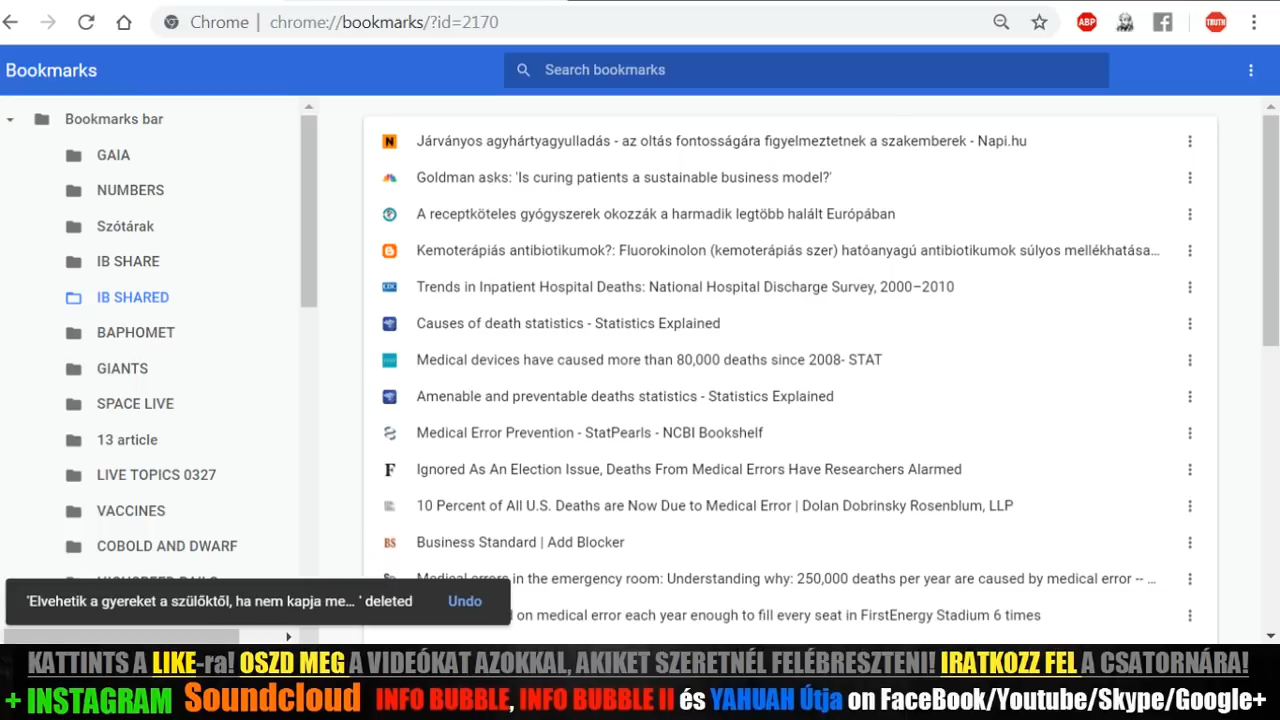 Chrome | chrome://bookmarks/?id=2170
ABP
TRUTH
Bookmarks
Search bookmarks
Bookmarks bar
GAIA
NUMBERS
Szótárak
IB SHARE
IB SHARED
BAPHOMET
GIANTS
SPACE LIVE
13 article
LIVE TOPICS 0327
VACCINES
COBOLD AND DWARF
Járványos agyhártyagyulladás - az oltás fontosságára figyelmeztetnek a szakemberek - Napi.hu
Goldman asks: 'Is curing patients a sustainable business model?'
A receptköteles gyógyszerek okozzák a harmadik legtöbb halált Európában
Kemoterápiás antibiotikumok?: Fluorokinolon (kemoterápiás szer) hatóanyagú antibiotikumok súlyos mellékhatása...
Trends in Inpatient Hospital Deaths: National Hospital Discharge Survey, 2000–2010
Causes of death statistics - Statistics Explained
Medical devices have caused more than 80,000 deaths since 2008- STAT
Amenable and preventable deaths statistics - Statistics Explained
Medical Error Prevention - StatPearls - NCBI Bookshelf
Ignored As An Election Issue, Deaths From Medical Errors Have Researchers Alarmed
10 Percent of All U.S. Deaths are Now Due to Medical Error | Dolan Dobrinsky Rosenblum, LLP
Business Standard | Add Blocker
Medical errors in the emergency room: Understanding why: 250,000 deaths per year are caused by medical error -- ...
on medical error each year enough to fill every seat in FirstEnergy Stadium 6 times
'Elvehetik a gyereket a szülőktől, ha nem kapja me... ' deleted Undo
KATTINTS A LIKE-ra! OSZD MEG A VIDEÓKAT AZOKKAL, AKIKET SZERETNÉL FELÉBRESZTENI! IRATKOZZ FEL A CSATORNÁRA!
+ INSTAGRAM Soundcloud INFO BUBBLE, INFO BUBBLE II és YAHUAH Útja on FaceBook/Youtube/Skype/Google+